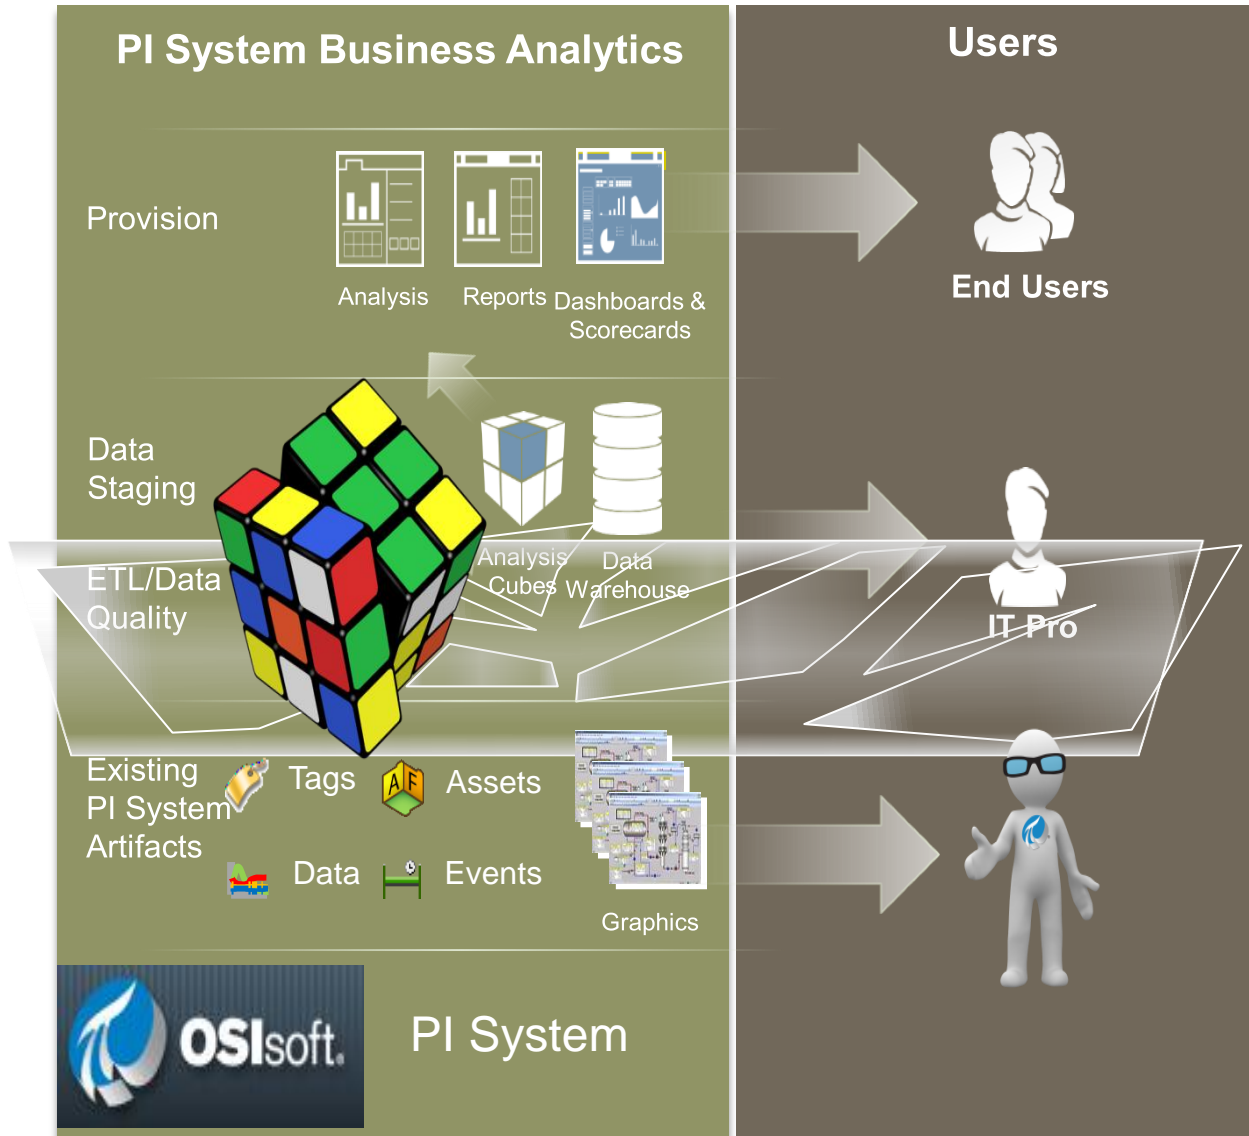 PI System Business Analytics
Users
Provision
Analysis
Reports
Dashboards &
Scorecards
End Users
Data
Staging
Analysis
Cubes
Data
Warehouse
ETL/Data
Quality
IT Pro
Existing
PI System
Artifacts
Tags
AF
Assets
Data
Events
Graphics
OSIsoft.
PI System